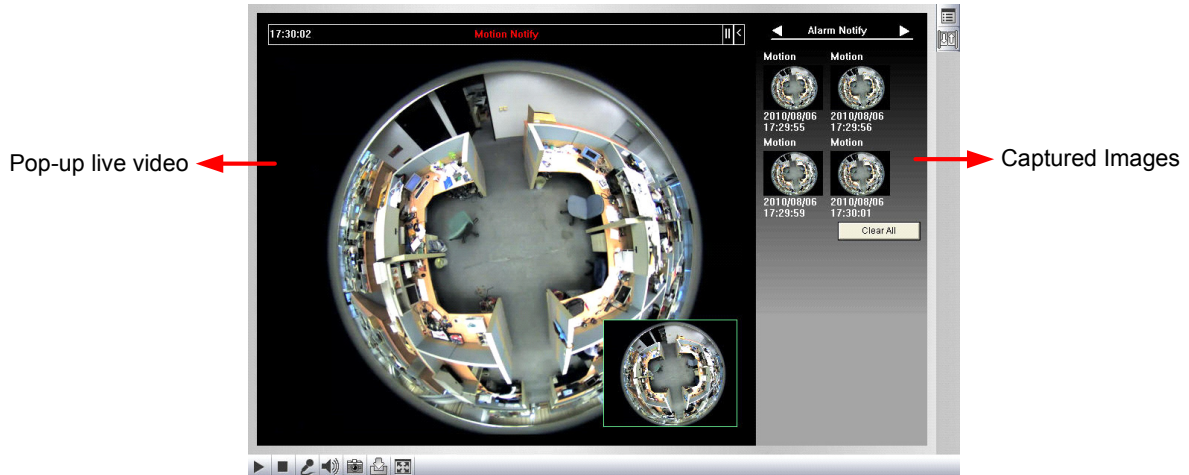 17:30:02 Motion Notify
Alarm Notify
Motion Motion
2010/08/06 2010/08/06
17:29:55 17:29:56
Motion Motion
2010/08/06 2010/08/06
17:29:59 17:30:01
Clear All
Pop-up live video
Captured Images